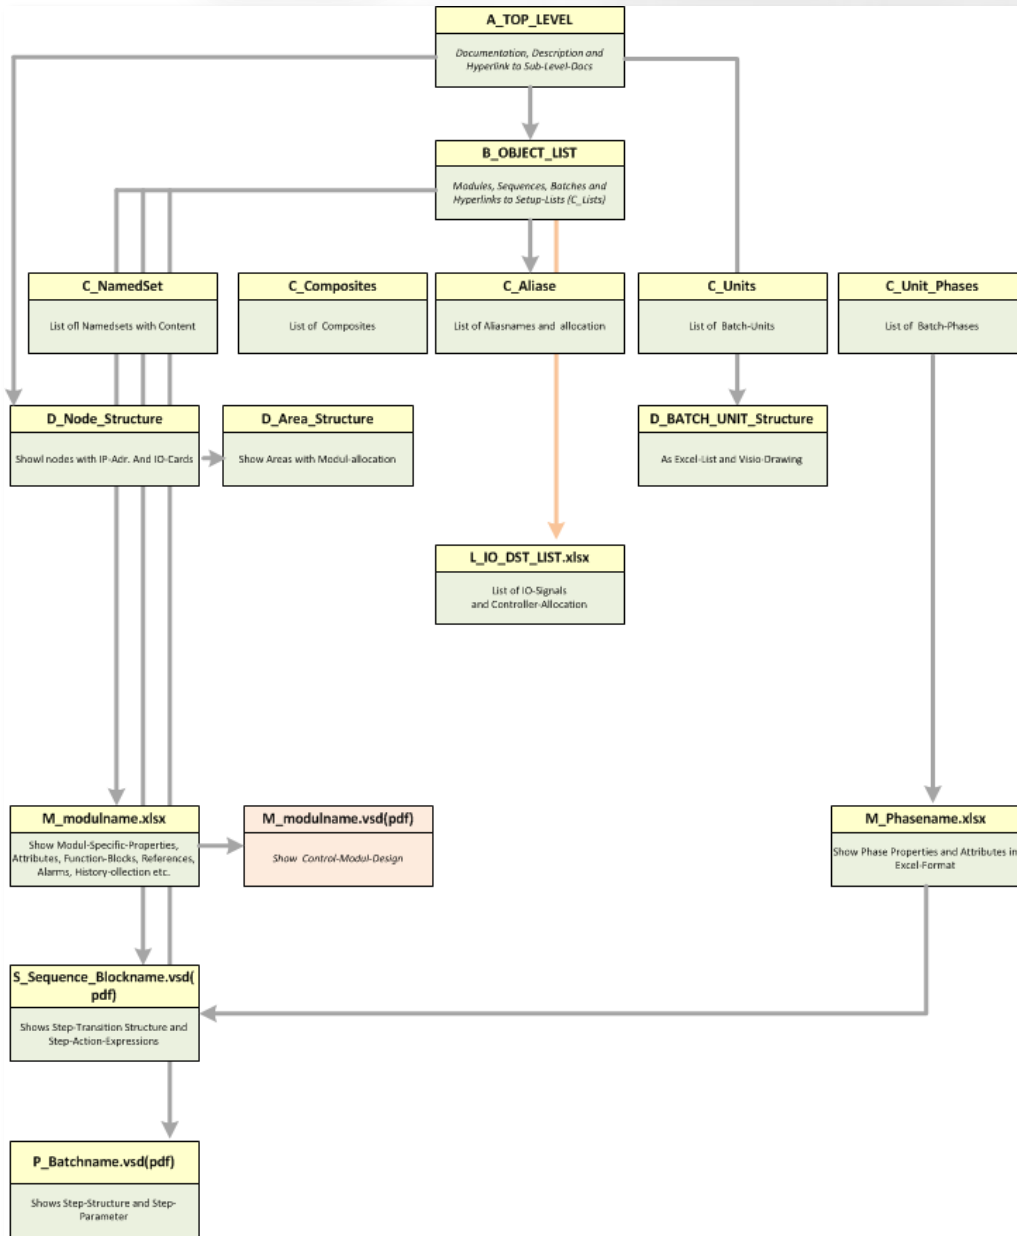 A_TOP_LEVEL
Documentation, Description and
Hyperlink to Sub-Level-Docs
B_OBJECT_LIST
Modules, Sequences, Batches and
Hyperlinks to Setup-Lists (C_Lists)
C_NamedSet
List ofl Namedsets with Content
C_Composites
List of Composites
C_Aliase
List of Aliasnames and allocation
C_Units
List of Batch-Units
C_Unit_Phases
List of Batch-Phases
D_Node_Structure
Showl nodes with IP-Adr. And IO-Cards
D_Area_Structure
Show Areas with Modul-allocation
D_BATCH_UNIT_Structure
As Excel-List and Visio-Drawing
L_IO_DST_LIST.xlsx
List of IO-Signals
and Controller-Allocation
M_modulname.xlsx
Show Modul-Specific-Properties,
Attributes, Function-Blocks, References,
Alarms, History-ollection etc.
M_modulname.vsd(pdf)
Show Control-Modul-Design
M_Phasename.xlsx
Show Phase Properties and Attributes in
Excel-Format
S_Sequence_Blockname.vsd(
pdf)
Shows Step-Transition Structure and
Step-Action-Expressions
P_Batchname.vsd(pdf)
Shows Step-Structure and Step-
Parameter